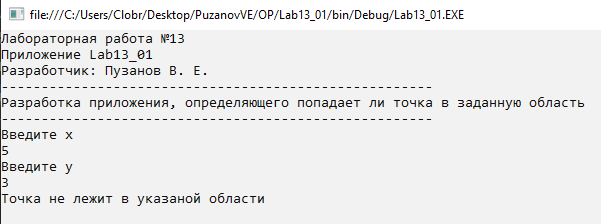 file:///C:/Users/Clobr/Desktop/PuzanovVE/OP/Lab13_01/bin/Debug/Lab13_01.EXE
Лабораторная работа №13
Приложение Lab13_01
Разработчик: Пузанов В. Е.
------------------------------------------------------
Разработка приложения, определяющего попадает ли точка в заданную область
------------------------------------------------------
Введите x
5
Введите y
3
Точка не лежит в указаной области